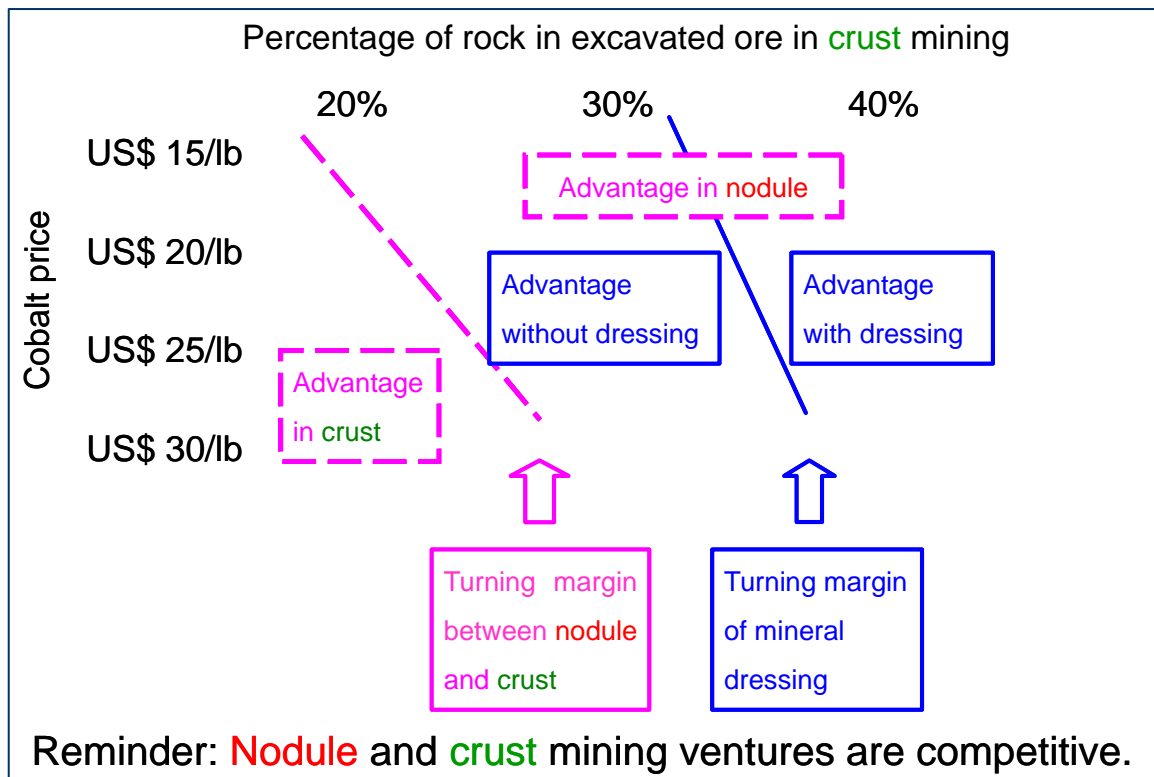 Percentage of rock in excavated ore in crust mining
20% 30% 40%
US$ 15/lb
US$ 20/lb
US$ 25/lb
US$ 30/lb
Cobalt price
Advantage in nodule
Advantage
without dressing
Advantage
with dressing
Advantage
in crust
Turning margin
between nodule
and crust
Turning margin
of mineral
dressing
Reminder: Nodule and crust mining ventures are competitive.